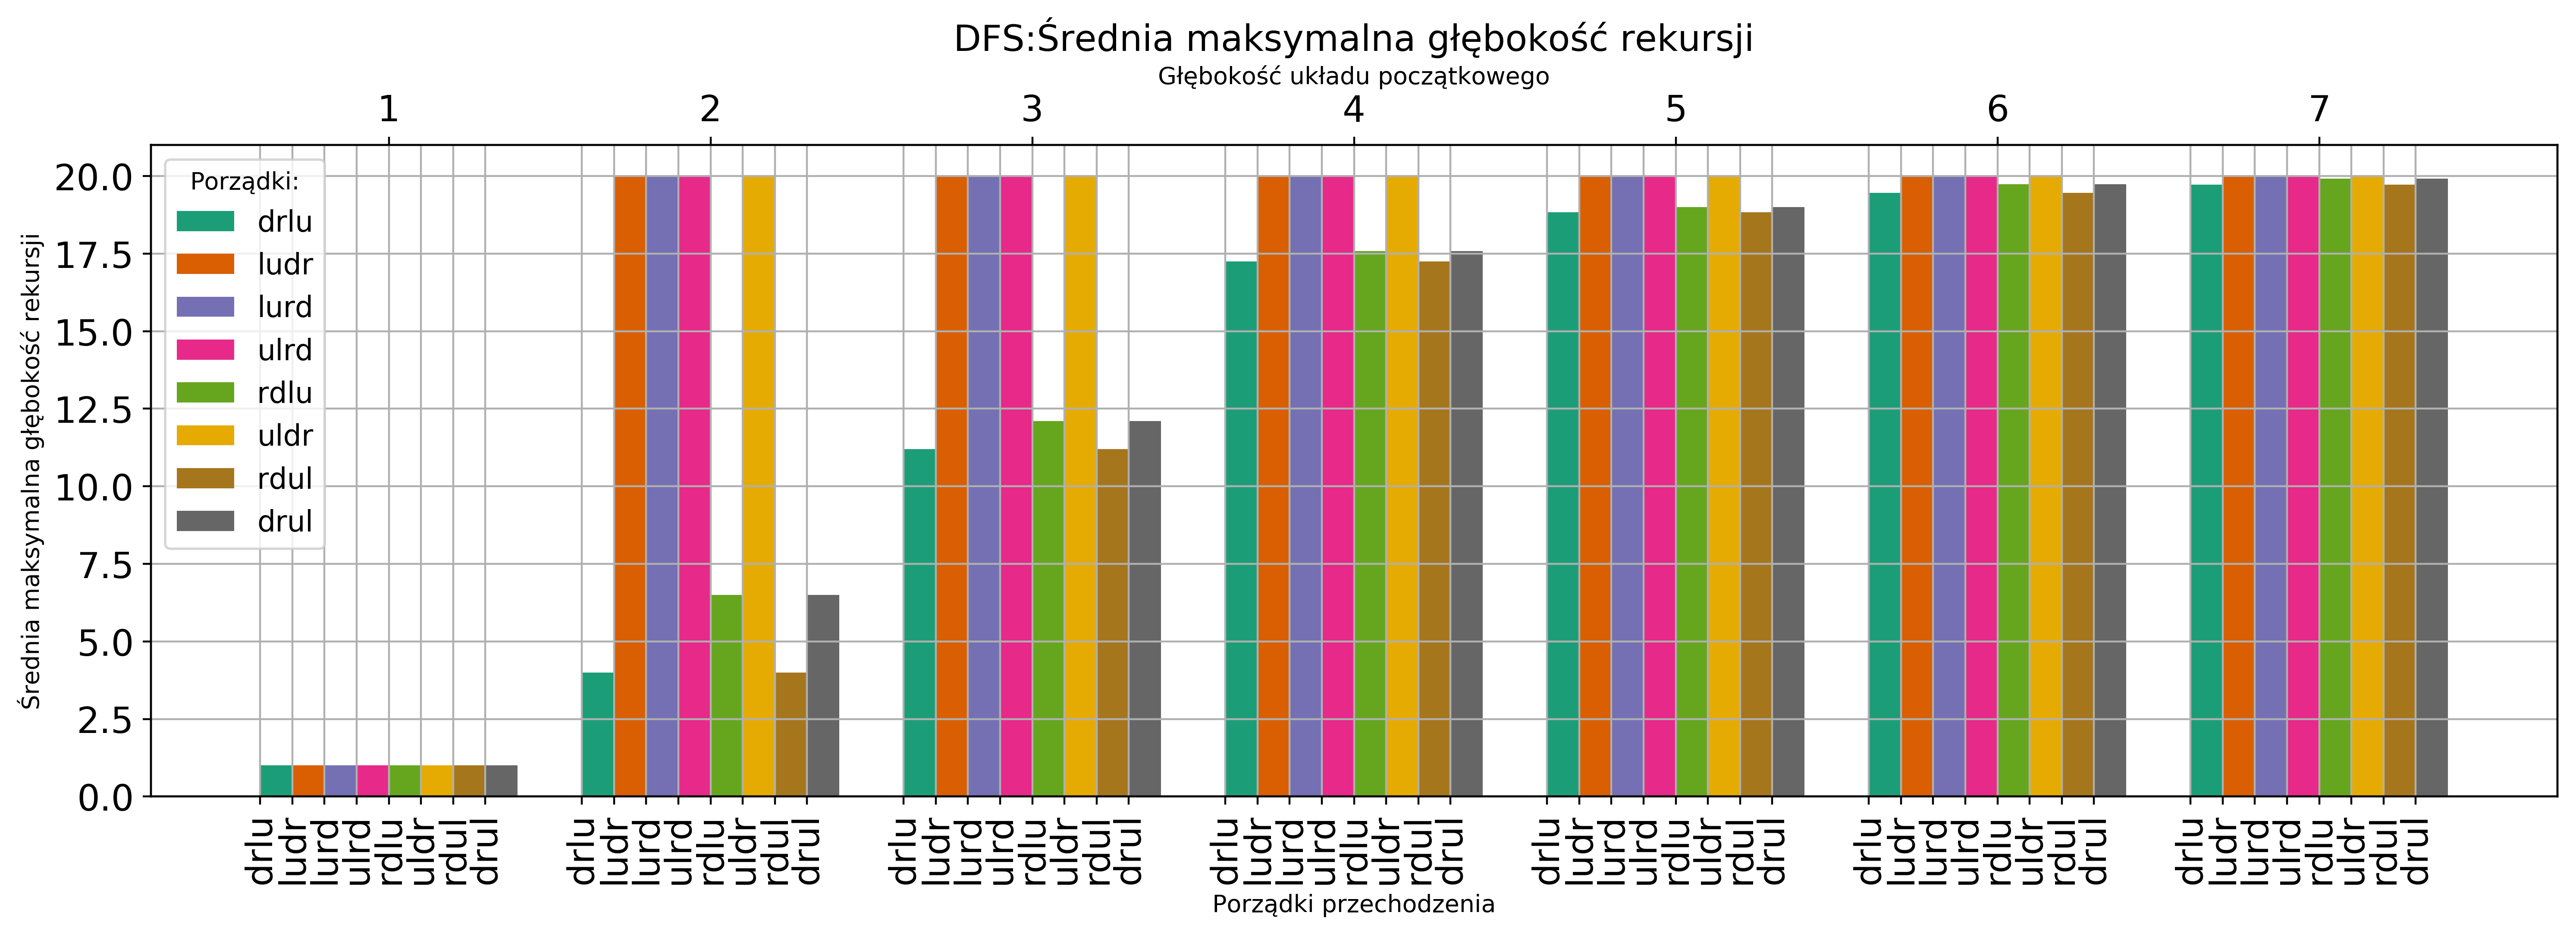 DFS:Średnia maksymalna głębokość rekursji
Głębokość układu początkowego
1 2 3 4 5 6 7
Średnia maksymalna głębokość rekursji
20.0
17.5
15.0
12.5
10.0
7.5
5.0
2.5
0.0
Porządki:
drlu
ludr
lurd
ulrd
rdlu
uldr
rdul
drul
drlu ludr lurd ulrd rdlu uldr rdul drul drlu ludr lurd ulrd rdlu uldr rdul drul drlu ludr lurd ulrd rdlu uldr rdul drul drlu ludr lurd ulrd rdlu uldr rdul drul drlu ludr lurd ulrd rdlu uldr rdul drul drlu ludr lurd ulrd rdlu uldr rdul drul drlu ludr lurd ulrd rdlu uldr rdul drul
Porządki przechodzenia